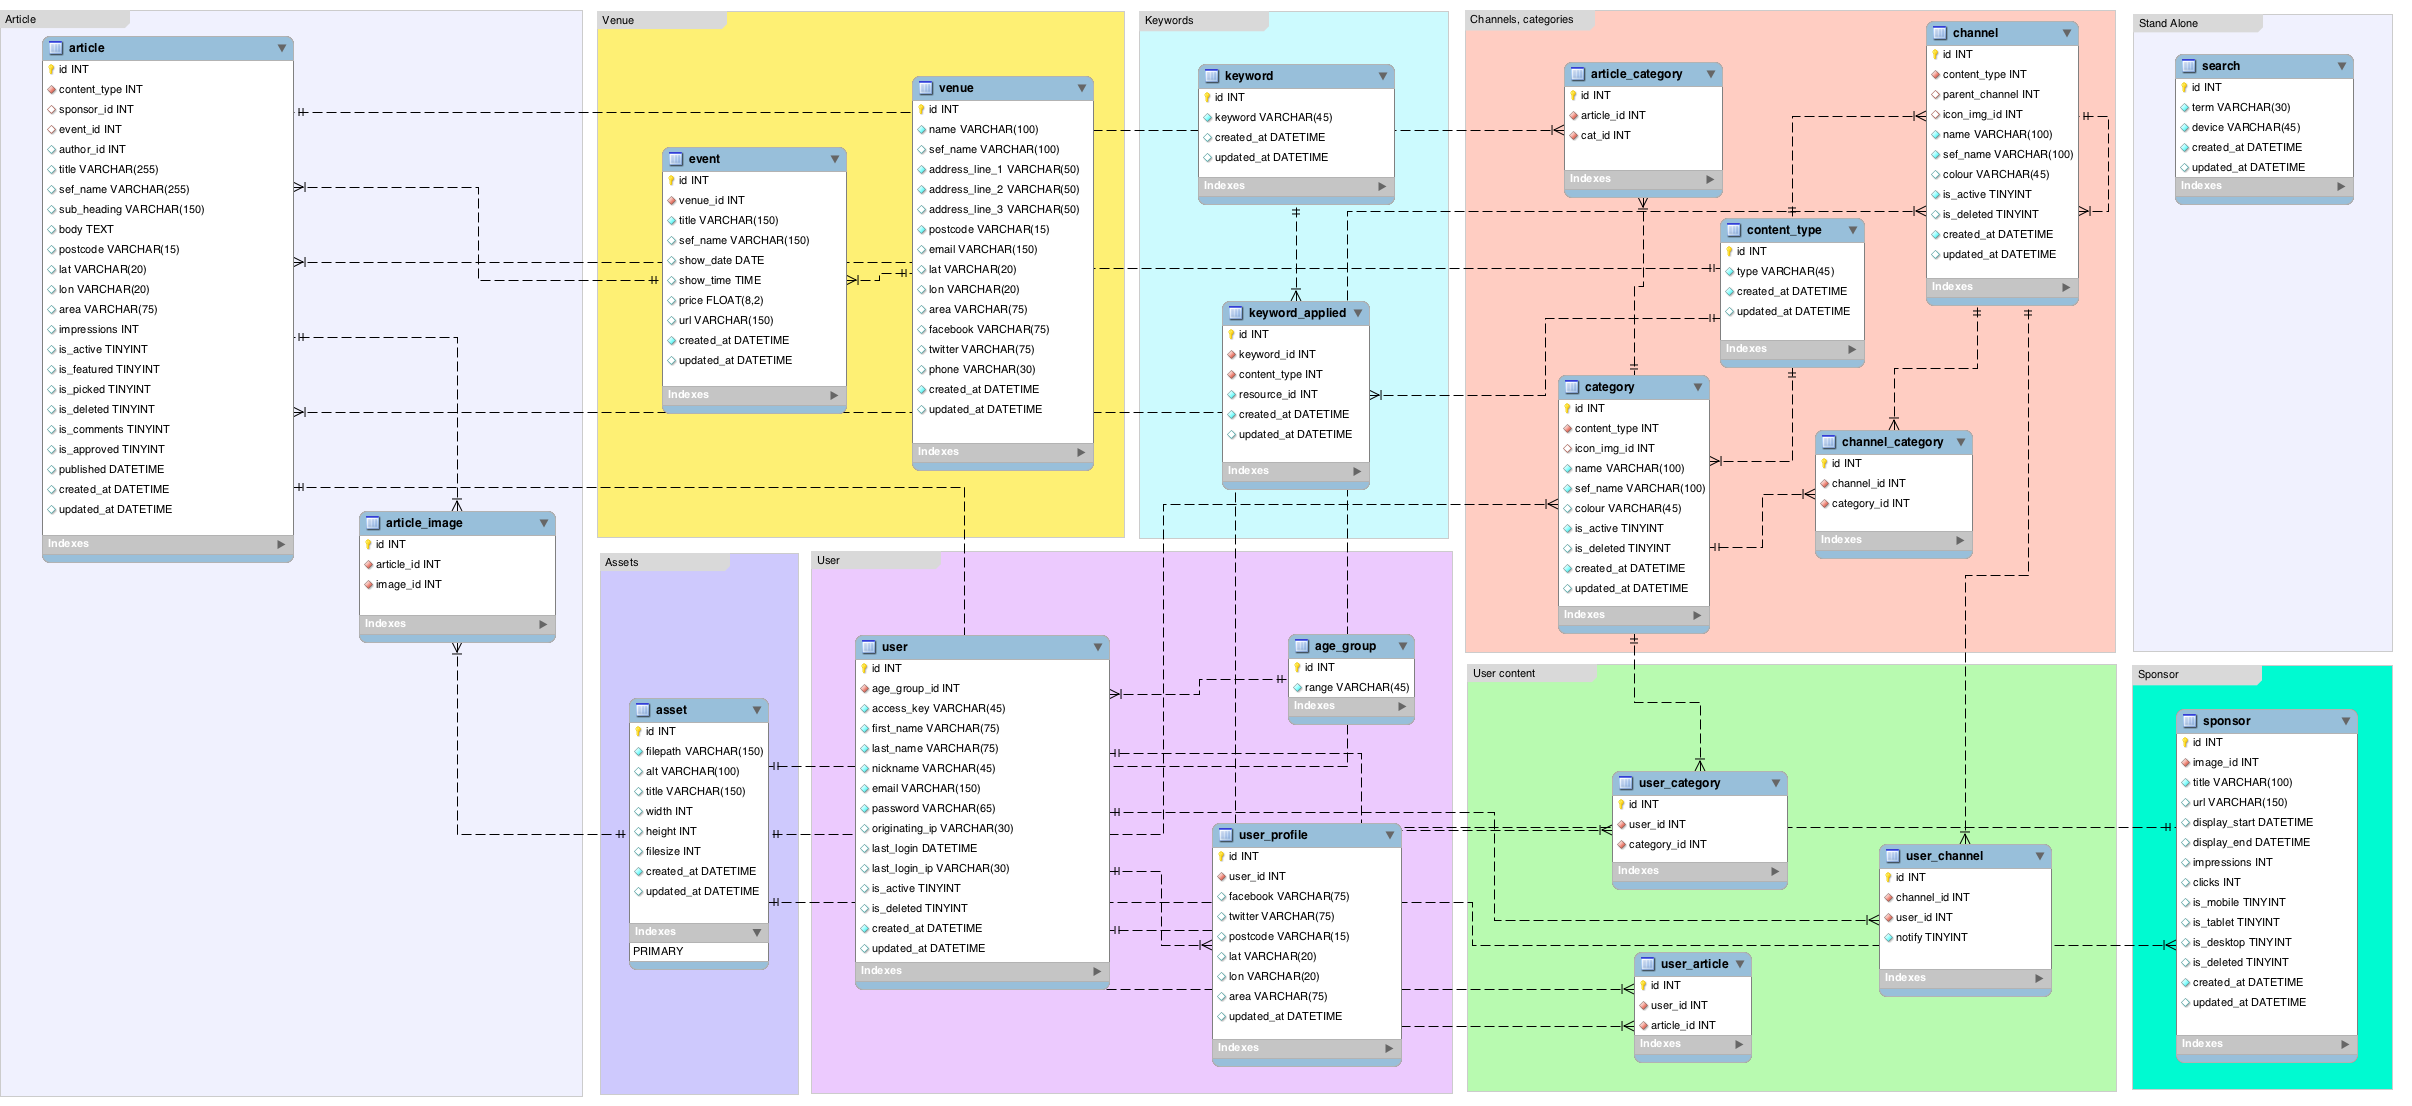 Article
article
id INT
content_type INT
sponsor_id INT
event_id INT
author_id INT
title VARCHAR(255)
sef_name VARCHAR(255)
sub_heading VARCHAR(150)
body TEXT
postcode VARCHAR(15)
lat VARCHAR(20)
lon VARCHAR(20)
area VARCHAR(75)
impressions INT
is_active TINYINT
is_featured TINYINT
is_picked TINYINT
is_deleted TINYINT
is_comments TINYINT
is_approved TINYINT
published DATETIME
created_at DATETIME
updated_at DATETIME
Indexes
article_image
id INT
article_id INT
image_id INT
Indexes
Venue
event
id INT
venue_id INT
title VARCHAR(150)
sef_name VARCHAR(150)
show_date DATE
show_time TIME
price FLOAT(8,2)
url VARCHAR(150)
created_at DATETIME
updated_at DATETIME
Indexes
venue
id INT
name VARCHAR(100)
sef_name VARCHAR(100)
address_line_1 VARCHAR(50)
address_line_2 VARCHAR(50)
address_line_3 VARCHAR(50)
postcode VARCHAR(15)
email VARCHAR(150)
lat VARCHAR(20)
lon VARCHAR(20)
area VARCHAR(75)
facebook VARCHAR(75)
twitter VARCHAR(75)
phone VARCHAR(30)
created_at DATETIME
updated_at DATETIME
Indexes
Keywords
keyword
id INT
keyword VARCHAR(45)
created_at DATETIME
updated_at DATETIME
Indexes
keyword_applied
id INT
keyword_id INT
content_type INT
resource_id INT
created_at DATETIME
updated_at DATETIME
Indexes
Channels, categories
article_category
id INT
article_id INT
cat_id INT
Indexes
channel
id INT
content_type INT
parent_channel INT
icon_img_id INT
name VARCHAR(100)
sef_name VARCHAR(100)
colour VARCHAR(45)
is_active TINYINT
is_deleted TINYINT
created_at DATETIME
updated_at DATETIME
Indexes
content_type
id INT
type VARCHAR(45)
created_at DATETIME
updated_at DATETIME
Indexes
category
id INT
content_type INT
icon_img_id INT
name VARCHAR(100)
sef_name VARCHAR(100)
colour VARCHAR(45)
is_active TINYINT
is_deleted TINYINT
created_at DATETIME
updated_at DATETIME
Indexes
channel_category
id INT
channel_id INT
category_id INT
Indexes
Stand Alone
search
id INT
term VARCHAR(30)
device VARCHAR(45)
created_at DATETIME
updated_at DATETIME
Indexes
Assets
asset
id INT
filepath VARCHAR(150)
alt VARCHAR(100)
title VARCHAR(150)
width INT
height INT
filesize INT
created_at DATETIME
updated_at DATETIME
Indexes
PRIMARY
User
user
id INT
age_group_id INT
access_key VARCHAR(45)
first_name VARCHAR(75)
last_name VARCHAR(75)
nickname VARCHAR(45)
email VARCHAR(150)
password VARCHAR(65)
originating_ip VARCHAR(30)
last_login DATETIME
last_login_ip VARCHAR(30)
is_active TINYINT
is_deleted TINYINT
created_at DATETIME
updated_at DATETIME
Indexes
age_group
id INT
range VARCHAR(45)
Indexes
user_profile
id INT
user_id INT
facebook VARCHAR(75)
twitter VARCHAR(75)
postcode VARCHAR(15)
lat VARCHAR(20)
lon VARCHAR(20)
area VARCHAR(75)
updated_at DATETIME
Indexes
User content
user_category
id INT
user_id INT
category_id INT
Indexes
user_channel
id INT
channel_id INT
user_id INT
notify TINYINT
Indexes
user_article
id INT
user_id INT
article_id INT
Indexes
Sponsor
sponsor
id INT
image_id INT
title VARCHAR(100)
url VARCHAR(150)
display_start DATETIME
display_end DATETIME
impressions INT
clicks INT
is_mobile TINYINT
is_tablet TINYINT
is_desktop TINYINT
is_deleted TINYINT
created_at DATETIME
updated_at DATETIME
Indexes